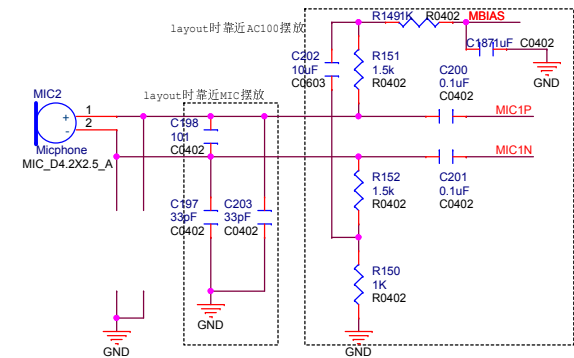 layout时靠近AC100摆放
R149 1K R0402 MBIAS
C187 1uF C0402
GND
C202
10uF
C0603
R151
1.5k
R0402
C200
0.1uF
C0402
MIC1P
layout时靠近MIC摆放
MIC2
1
2
+
-
Micphone
MIC_D4.2X2.5_A
C198
101
C0402
MIC1N
C197
33pF
C0402
C203
33pF
C0402
R152
1.5k
R0402
C201
0.1uF
C0402
R150
1K
R0402
GND
GND
GND